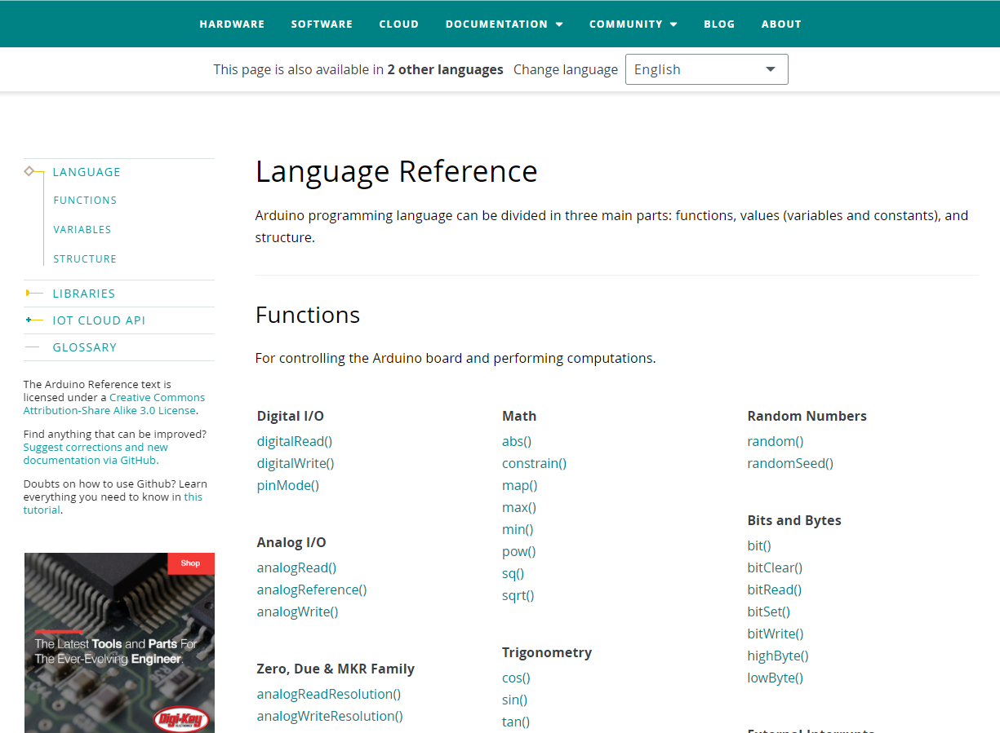 HARDWARE SOFTWARE CLOUD DOCUMENTATION COMMUNITY BLOG ABOUT
This page is also available in 2 other languages Change language English
LANGUAGE
FUNCTIONS
VARIABLES
STRUCTURE
LIBRARIES
IOT CLOUD API
GLOSSARY
The Arduino Reference text is
licensed under a Creative Commons
Attribution-Share Alike 3.0 License.
Find anything that can be improved?
Suggest corrections and new
documentation via GitHub.
Doubts on how to use Github? Learn
everything you need to know in this
tutorial.
Shop
The Latest Tools and Parts For
The Ever-Evolving Engineer.
Digi-Key
ELECTRONICS
Language Reference
Arduino programming language can be divided in three main parts: functions, values (variables and constants), and
structure.
Functions
For controlling the Arduino board and performing computations.
Digital I/O
digitalRead()
digitalWrite()
pinMode()
Analog I/O
analogRead()
analogReference()
analogWrite()
Zero, Due & MKR Family
analogReadResolution()
analogWriteResolution()
Math
abs()
constrain()
map()
max()
min()
pow()
sq()
sqrt()
Trigonometry
cos()
sin()
tan()
Random Numbers
random()
randomSeed()
Bits and Bytes
bit()
bitClear()
bitRead()
bitSet()
bitWrite()
highByte()
lowByte()
External Interrupts